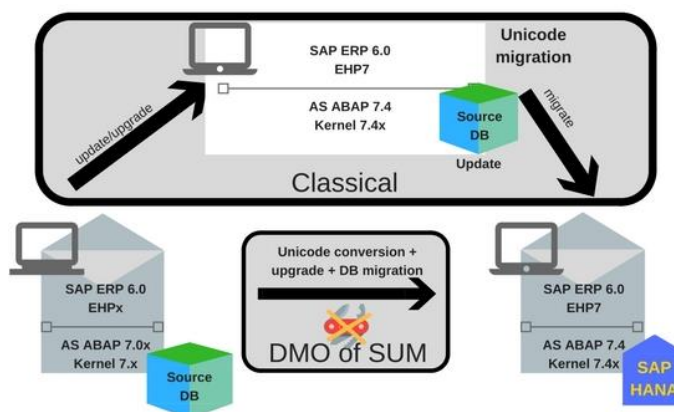 SAP ERP 6.0
EHP7
AS ABAP 7.4
Kernel 7.4x
Source
DB
Update
Unicode
migration
update/upgrade
migrate
Classical
SAP ERP 6.0
EHPx
AS ABAP 7.0x
Kernel 7.x
Source
DB
Unicode conversion +
upgrade + DB migration
DMO of SUM
SAP ERP 6.0
EHP7
AS ABAP 7.4
Kernel 7.4x
SAP
HANA